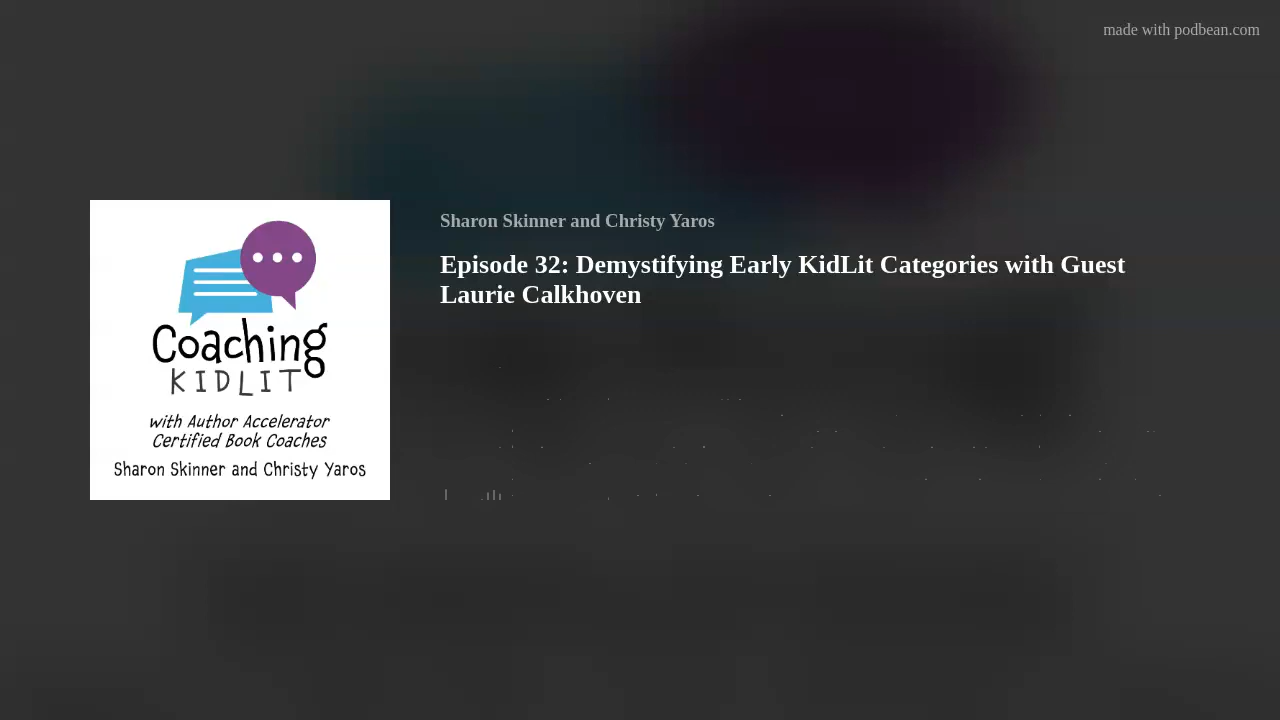 made with podbean.com
Sharon Skinner and Christy Yaros
Episode 32: Demystifying Early KidLit Categories with Guest
Laurie Calkhoven
Coaching
KIDLIT
with Author Accelerator
Certified Book Coaches
Sharon Skinner and Christy Yaros